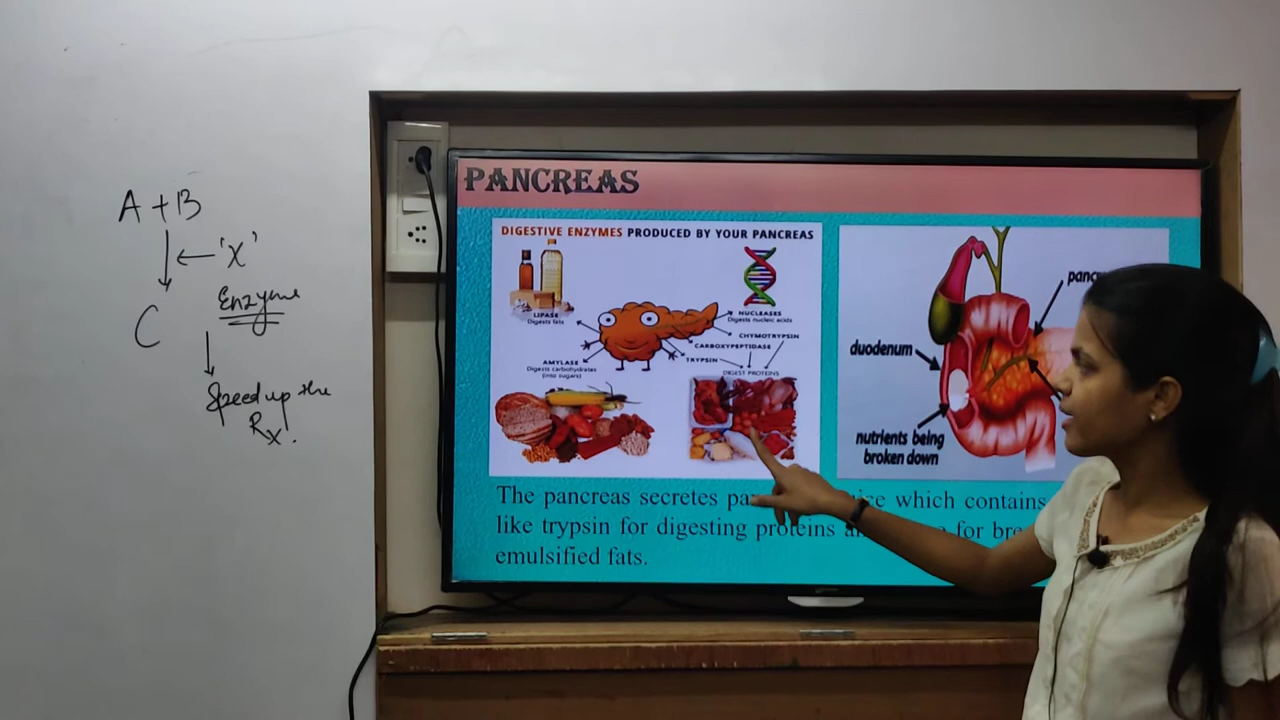 A + B
← 'X'
C
Enzyme
Speed up the
Rx.
PANCREAS
DIGESTIVE ENZYMES PRODUCED BY YOUR PANCREAS
LIPASE
Digests fats
NUCLEASES
Digests nucleic acids
CHYMOTRYPSIN
CARBOXYPEPTIDASE
TRYPSIN
AMYLASE
Digests carbohydrates
(into sugars)
DIGEST PROTEINS
duodenum
nutrients being
broken down
The pancreas secretes which contains
like trypsin for digesting proteins for
emulsified fats.